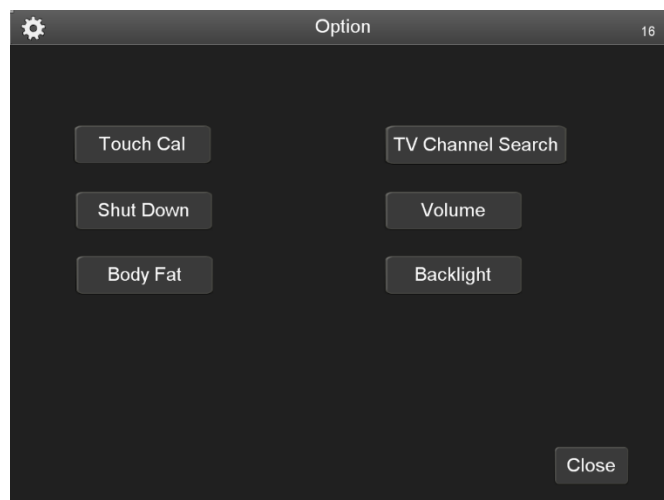 Option
16
Touch Cal
TV Channel Search
Shut Down
Volume
Body Fat
Backlight
Close